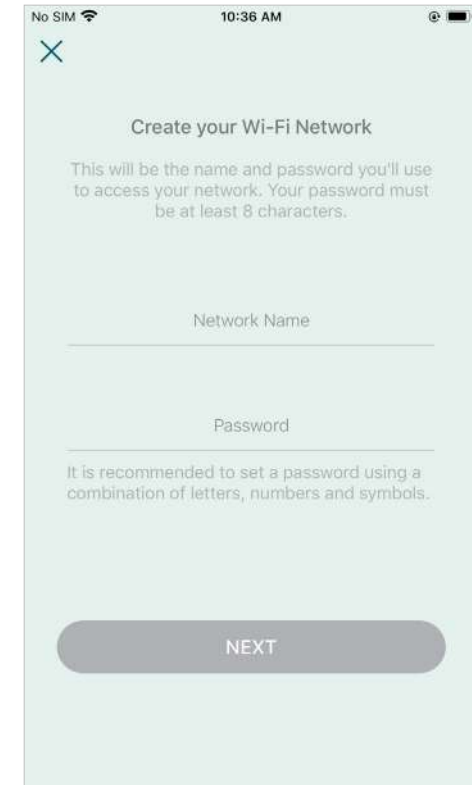 No SIM 10:36 AM
Create your Wi-Fi Network
This will be the name and password you'll use
to access your network. Your password must
be at least 8 characters.
Network Name
Password
It is recommended to set a password using a
combination of letters, numbers and symbols.
NEXT